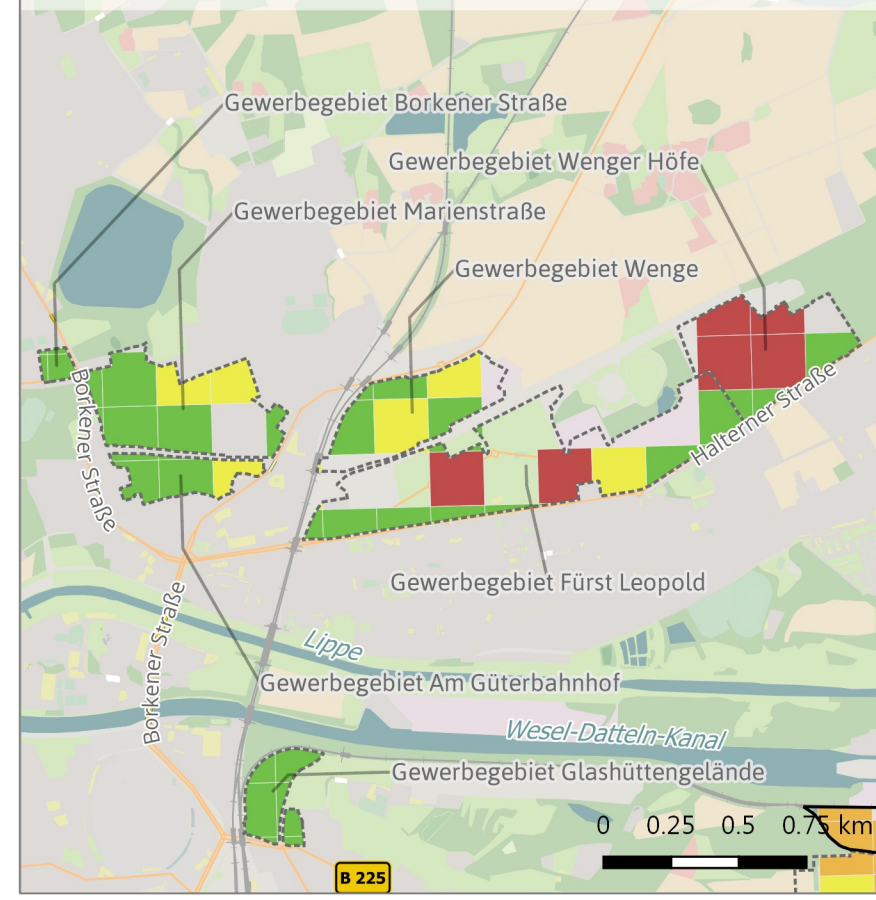 Gewerbegebiet Borkener Straße
Gewerbegebiet Wenger Höfe
Gewerbegebiet Marienstraße
Gewerbegebiet Wenge
Borkener Straße
Halterner Straße
Gewerbegebiet Fürst Leopold
Borkener Straße
Lippe
Gewerbegebiet Am Güterbahnhof
Wesel-Datteln-Kanal
Gewerbegebiet Glashüttengelände
0 0.25 0.5 0.75 km
B 225